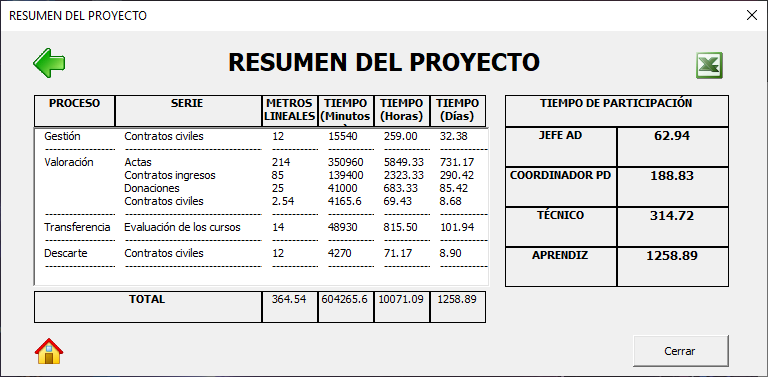 RESUMEN DEL PROYECTO
RESUMEN DEL PROYECTO
PROCESO SERIE METROS LINEALES TIEMPO (Minutos TIEMPO (Horas) TIEMPO (Días)
Gestión Contratos civiles 12 15540 259.00 32.38
Valoración Actas 214 350960 5849.33 731.17
Contratos ingresos 85 139400 2323.33 290.42
Donaciones 25 41000 683.33 85.42
Contratos civiles 2.54 4165.6 69.43 8.68
Transferencia Evaluación de los cursos 14 48930 815.50 101.94
Descarte Contratos civiles 12 4270 71.17 8.90
TOTAL 364.54 604265.6 10071.09 1258.89
TIEMPO DE PARTICIPACIÓN
JEFE AD 62.94
COORDINADOR PD 188.83
TÉCNICO 314.72
APRENDIZ 1258.89
Cerrar